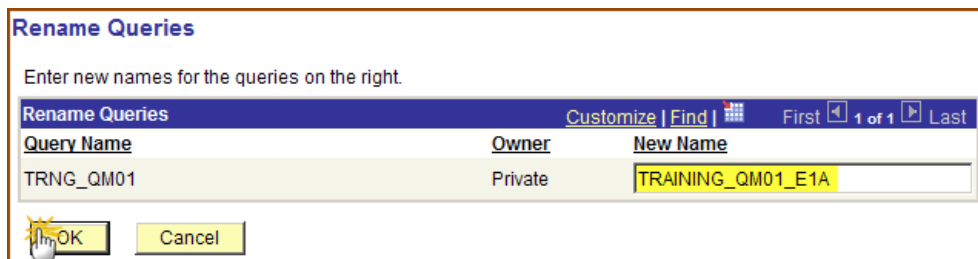 Rename Queries
Enter new names for the queries on the right.
Rename Queries Customize | Find | First 1 of 1 Last
Query Name Owner New Name
TRNG_QM01 Private TRAINING_QM01_E1A
OK Cancel